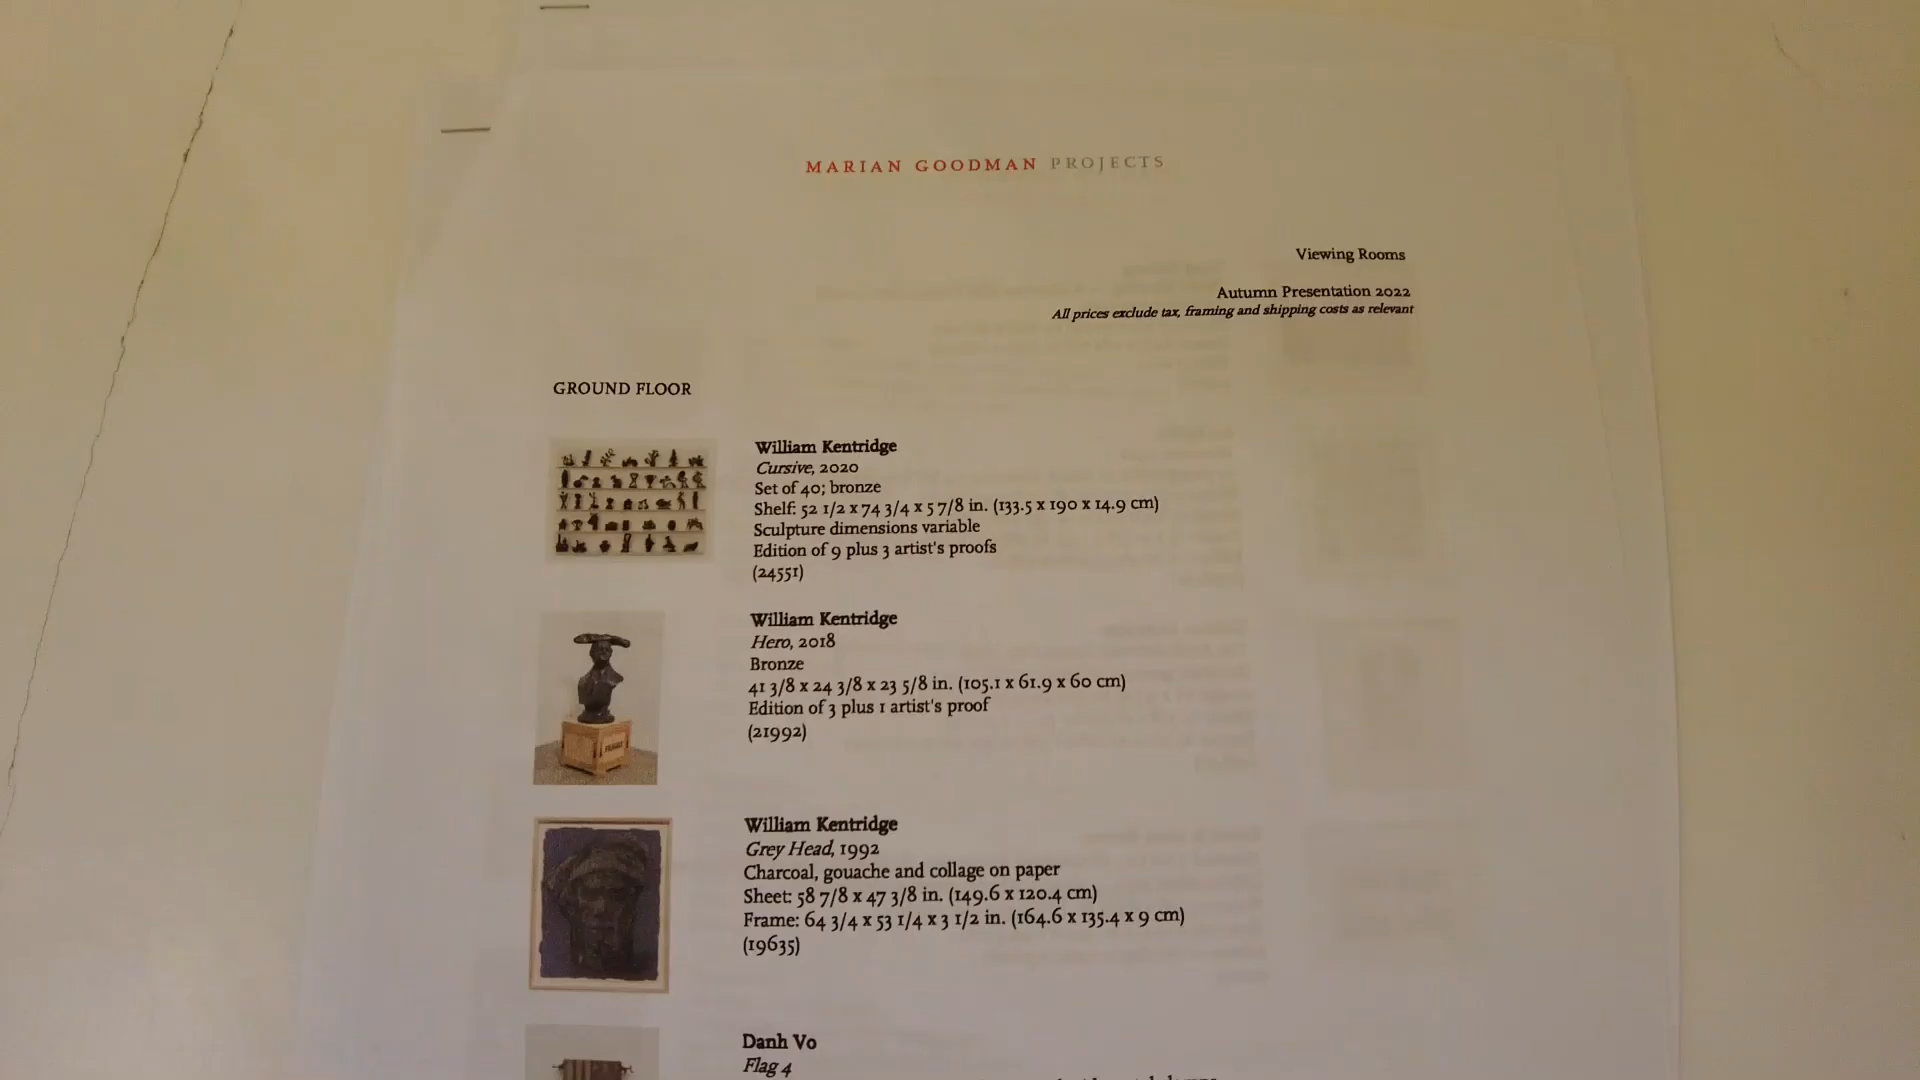 MARIAN GOODMAN PROJECTS
Viewing Rooms
Autumn Presentation 2022
All prices exclude tax, framing and shipping costs as relevant
GROUND FLOOR
William Kentridge
Cursive, 2020
Set of 40; bronze
Shelf: 52 1/2 x 74 3/4 x 5 7/8 in. (133.5 x 190 x 14.9 cm)
Sculpture dimensions variable
Edition of 9 plus 3 artist's proofs
(24551)
William Kentridge
Hero, 2018
Bronze
41 3/8 x 24 3/8 x 23 5/8 in. (105.1 x 61.9 x 60 cm)
Edition of 3 plus 1 artist's proof
(21992)
William Kentridge
Grey Head, 1992
Charcoal, gouache and collage on paper
Sheet: 58 7/8 x 47 3/8 in. (149.6 x 120.4 cm)
Frame: 64 3/4 x 53 1/4 x 3 1/2 in. (164.6 x 135.4 x 9 cm)
(19635)
Danh Vo
Flag 4